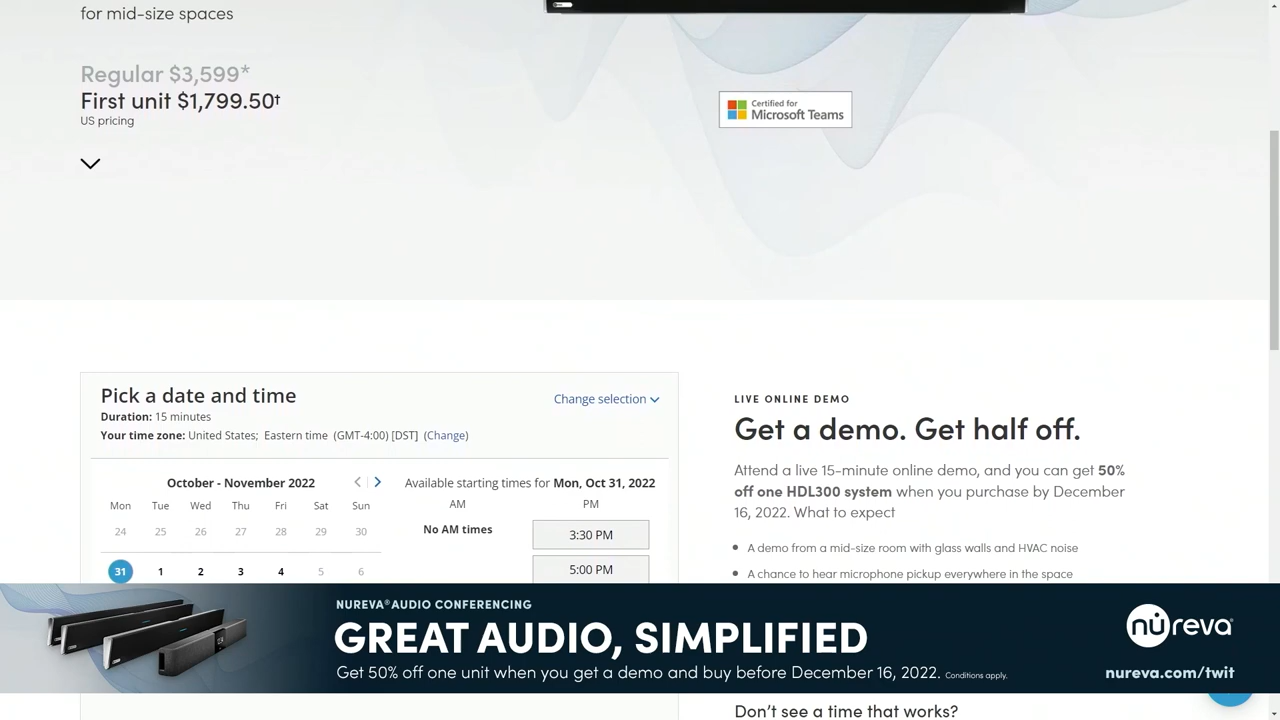 for mid-size spaces
Regular $3,599*
First unit $1,799.50†
US pricing
Certified for
Microsoft Teams
Pick a date and time
Change selection
Duration: 15 minutes
Your time zone: United States; Eastern time (GMT-4:00) [DST] (Change)
October - November 2022
Mon Tue Wed Thu Fri Sat Sun
24 25 26 27 28 29 30
31 1 2 3 4 5 6
Available starting times for Mon, Oct 31, 2022
AM PM
No AM times
3:30 PM
5:00 PM
LIVE ONLINE DEMO
Get a demo. Get half off.
Attend a live 15-minute online demo, and you can get 50%
off one HDL300 system when you purchase by December
16, 2022. What to expect
• A demo from a mid-size room with glass walls and HVAC noise
• A chance to hear microphone pickup everywhere in the space
NUREVA® AUDIO CONFERENCING
GREAT AUDIO, SIMPLIFIED
Get 50% off one unit when you get a demo and buy before December 16, 2022. Conditions apply.
nureva
nureva.com/twit
Don't see a time that works?